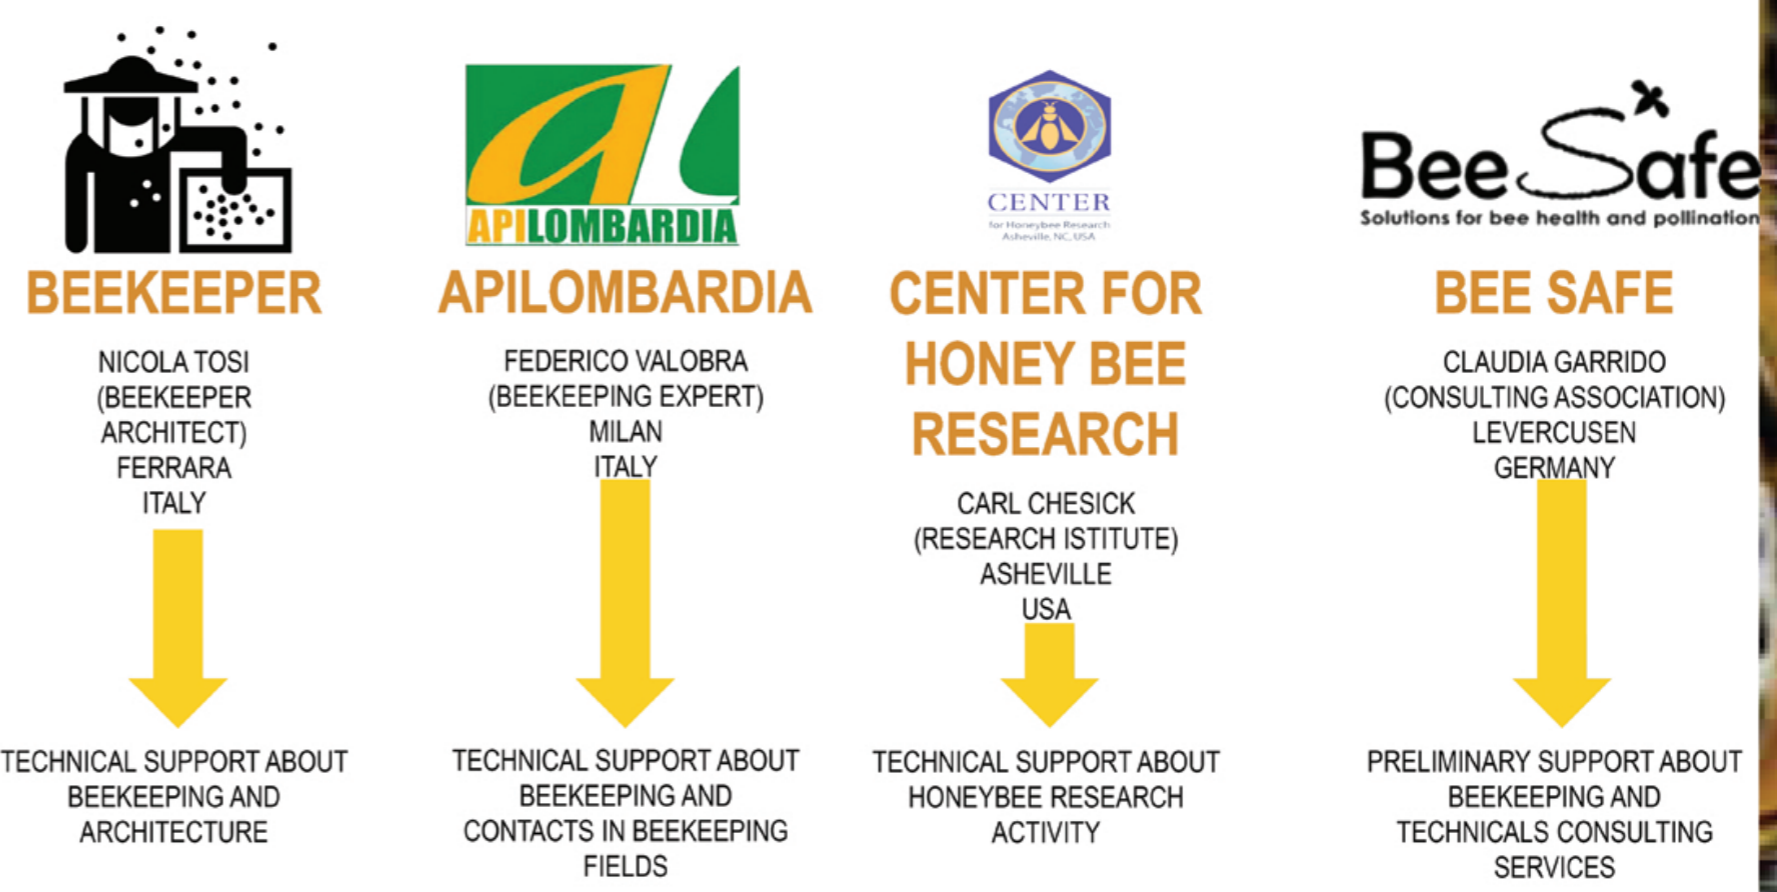 BEEKEEPER
NICOLA TOSI
(BEEKEEPER
ARCHITECT)
FERRARA
ITALY
TECHNICAL SUPPORT ABOUT
BEEKEEPING AND
ARCHITECTURE
APILOMBARDIA
APILOMBARDIA
FEDERICO VALOBRA
(BEEKEEPING EXPERT)
MILAN
ITALY
TECHNICAL SUPPORT ABOUT
BEEKEEPING AND
CONTACTS IN BEEKEEPING
FIELDS
CENTER
for Honeybee Research
Asheville, NC, USA
CENTER FOR
HONEY BEE
RESEARCH
CARL CHESICK
(RESEARCH ISTITUTE)
ASHEVILLE
USA
TECHNICAL SUPPORT ABOUT
HONEYBEE RESEARCH
ACTIVITY
Bee Safe
Solutions for bee health and pollination
BEE SAFE
CLAUDIA GARRIDO
(CONSULTING ASSOCIATION)
LEVERCUSEN
GERMANY
PRELIMINARY SUPPORT ABOUT
BEEKEEPING AND
TECHNICALS CONSULTING
SERVICES